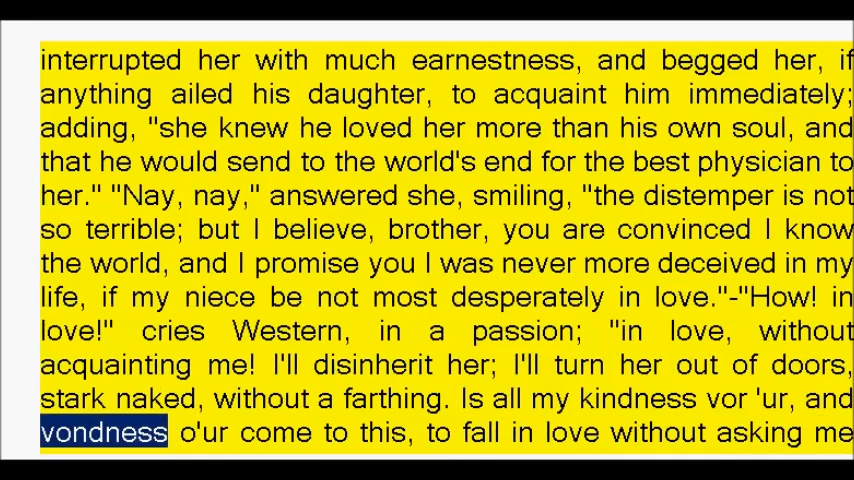 interrupted her with much earnestness, and begged her, if
anything ailed his daughter, to acquaint him immediately;
adding, "she knew he loved her more than his own soul, and
that he would send to the world's end for the best physician to
her." "Nay, nay," answered she, smiling, "the distemper is not
so terrible; but I believe, brother, you are convinced I know
the world, and I promise you I was never more deceived in my
life, if my niece be not most desperately in love."-"How! in
love!" cries Western, in a passion; "in love, without
acquainting me! I'll disinherit her; I'll turn her out of doors,
stark naked, without a farthing. Is all my kindness vor 'ur, and
vondness o'ur come to this, to fall in love without asking me